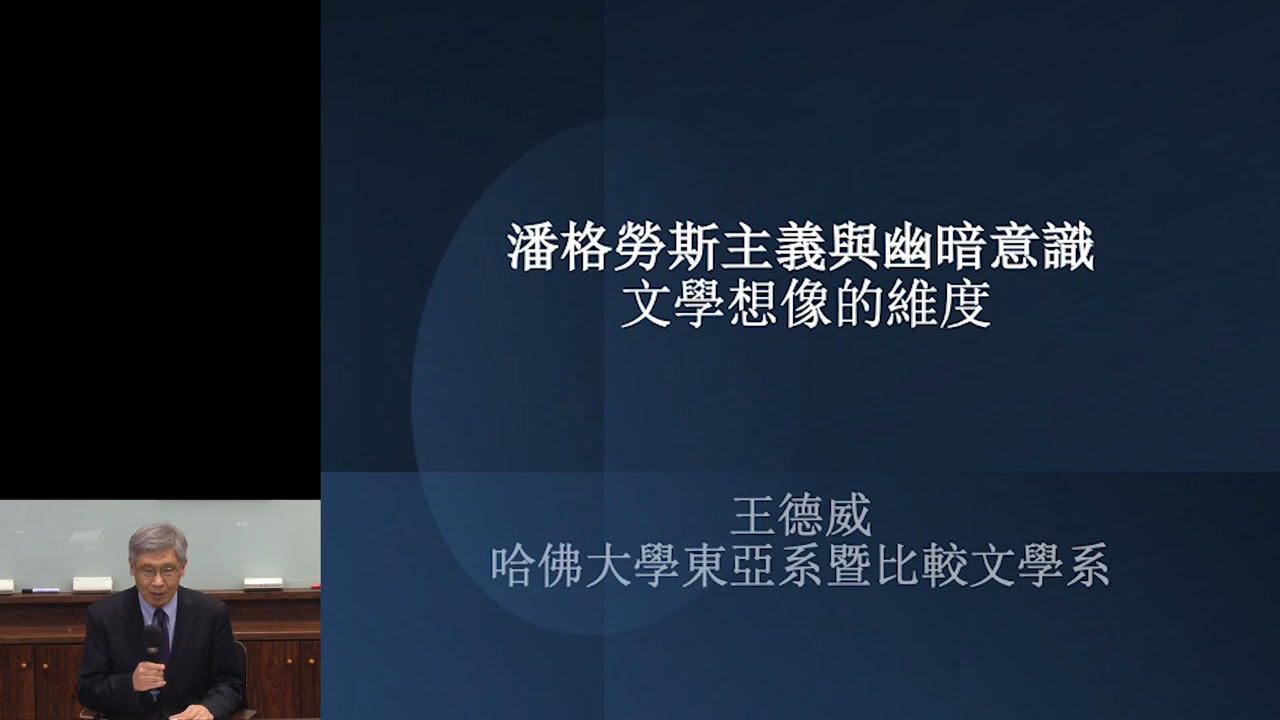 潘格勞斯主義與幽暗意識
文學想像的維度
王德威
哈佛大學東亞系暨比較文學系